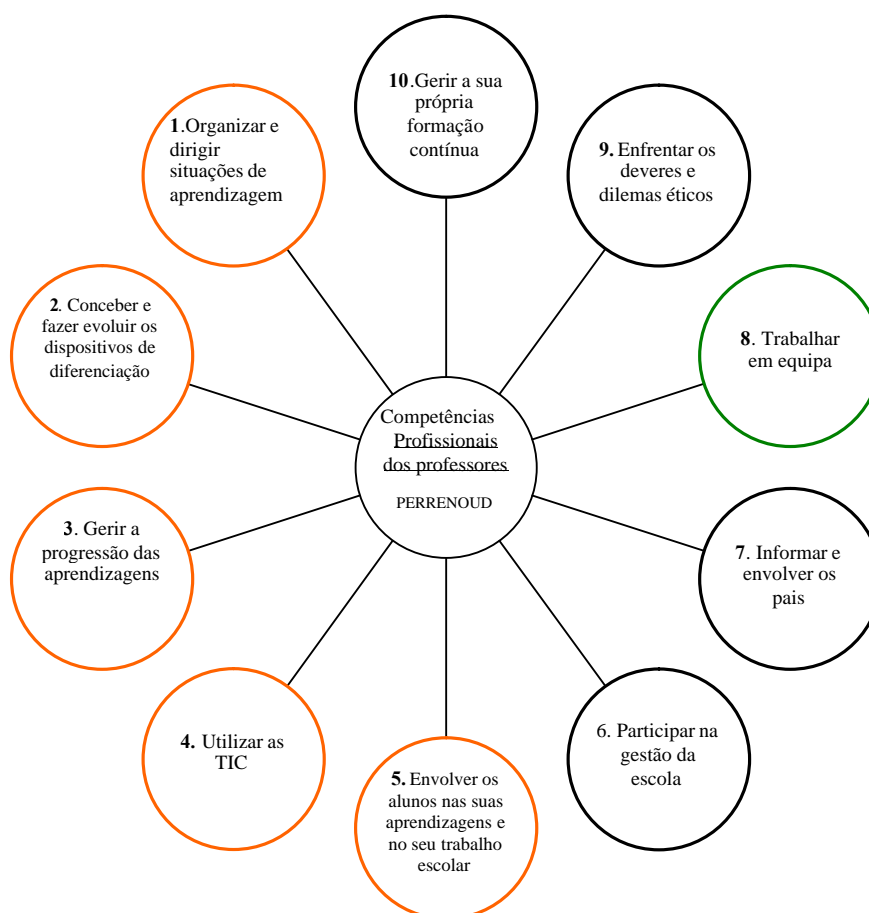 10.Gerir a sua
própria
formação
contínua
1.Organizar e
dirigir
situações de
aprendizagem
9. Enfrentar os
deveres e
dilemas éticos
2. Conceber e
fazer evoluir os
dispositivos de
diferenciação
8. Trabalhar
em equipa
Competências
Profissionais
dos professores
PERRENOUD
3. Gerir a
progressão das
aprendizagens
7. Informar e
envolver os
pais
4. Utilizar as
TIC
6. Participar na
gestão da
escola
5. Envolver os
alunos nas suas
aprendizagens e
no seu trabalho
escolar